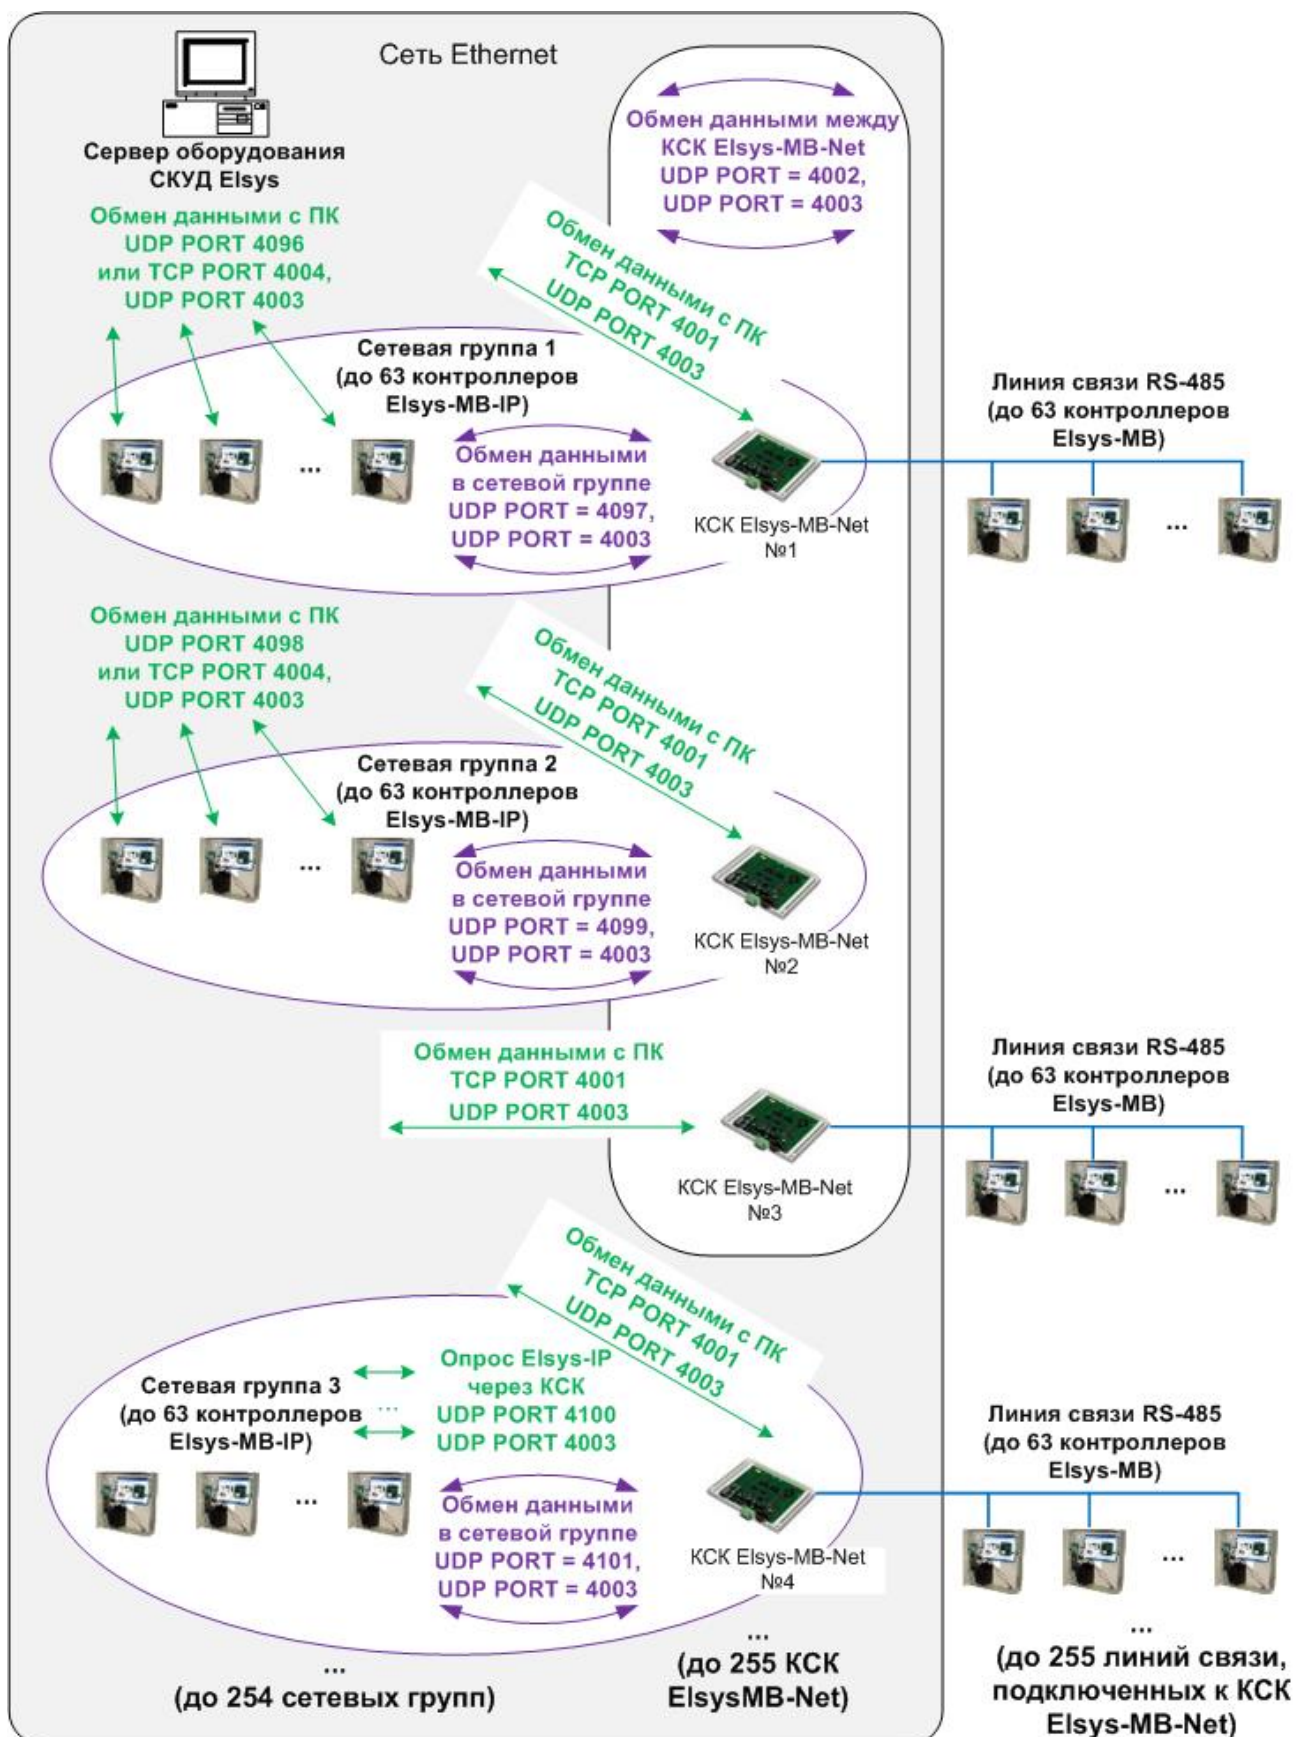 Сеть Ethernet
Сервер оборудования
СКУД Elsys
Обмен данными между
КСК Elsys-MB-Net
UDP PORT = 4002,
UDP PORT = 4003
Обмен данными с ПК
UDP PORT 4096
или TCP PORT 4004,
UDP PORT 4003
Обмен данными с ПК
TCP PORT 4001
UDP PORT 4003
Сетевая группа 1
(до 63 контроллеров
Elsys-MB-IP)
...
Обмен данными
в сетевой группе
UDP PORT = 4097,
UDP PORT = 4003
КСК Elsys-MB-Net
№1
Линия связи RS-485
(до 63 контроллеров
Elsys-MB)
...
Обмен данными с ПК
UDP PORT 4098
или TCP PORT 4004,
UDP PORT 4003
Обмен данными с ПК
TCP PORT 4001
UDP PORT 4003
Сетевая группа 2
(до 63 контроллеров
Elsys-MB-IP)
...
Обмен данными
в сетевой группе
UDP PORT = 4099,
UDP PORT = 4003
КСК Elsys-MB-Net
№2
Обмен данными с ПК
TCP PORT 4001
UDP PORT 4003
КСК Elsys-MB-Net
№3
Линия связи RS-485
(до 63 контроллеров
Elsys-MB)
...
Обмен данными с ПК
TCP PORT 4001
UDP PORT 4003
Сетевая группа 3
(до 63 контроллеров
Elsys-MB-IP)
...
Опрос Elsys-IP
через КСК
UDP PORT 4100
UDP PORT 4003
...
Обмен данными
в сетевой группе
UDP PORT = 4101,
UDP PORT = 4003
КСК Elsys-MB-Net
№4
Линия связи RS-485
(до 63 контроллеров
Elsys-MB)
...
...
(до 254 сетевых групп)
...
(до 255 КСК
ElsysMB-Net)
...
(до 255 линий связи,
подключенных к КСК
Elsys-MB-Net)